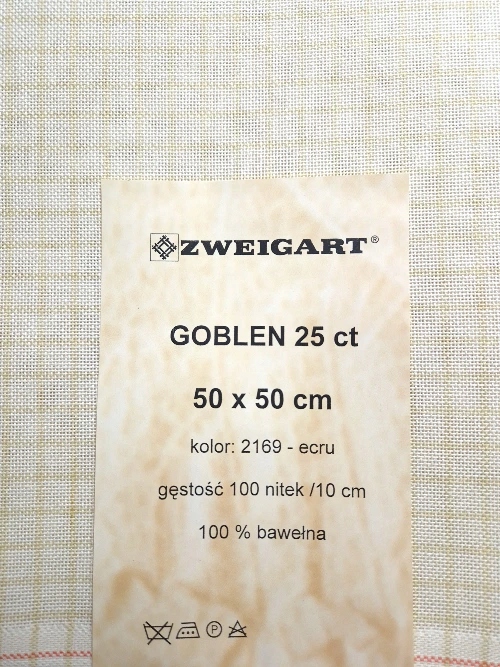 ZWEIGART®
GOBLEN 25 ct
50 x 50 cm
kolor: 2169 - ecru
gęstość 100 nitek /10 cm
100 % bawełna
P